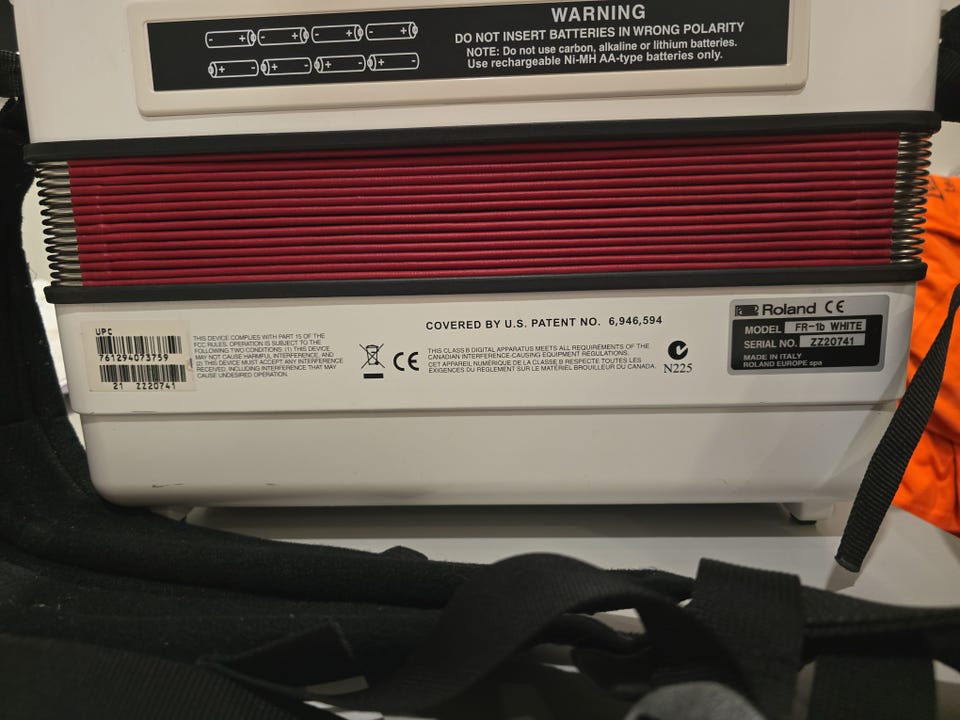 WARNING
DO NOT INSERT BATTERIES IN WRONG POLARITY
NOTE: Do not use carbon, alkaline or lithium batteries.
Use rechargeable Ni-MH AA-type batteries only.
UPC
761294073759
21 ZZ20741
THIS DEVICE COMPLIES WITH PART 15 OF THE
FCC RULES. OPERATION IS SUBJECT TO THE
FOLLOWING TWO CONDITIONS: (1) THIS DEVICE
MAY NOT CAUSE HARMFUL INTERFERENCE, AND
(2) THIS DEVICE MUST ACCEPT ANY INTERFERENCE
RECEIVED, INCLUDING INTERFERENCE THAT MAY
CAUSE UNDESIRED OPERATION.
COVERED BY U.S. PATENT NO. 6,946,594
CE
THIS CLASS B DIGITAL APPARATUS MEETS ALL REQUIREMENTS OF THE
CANADIAN INTERFERENCE-CAUSING EQUIPMENT REGULATIONS.
CET APPAREIL NUMÉRIQUE DE LA CLASSE B RESPECTE TOUTES LES
EXIGENCES DU REGLEMENT SUR LE MATÉRIEL BROUILLEUR DU CANADA.
N225
Roland CE
MODEL FR-1b WHITE
SERIAL NO. ZZ20741
MADE IN ITALY
ROLAND EUROPE spa